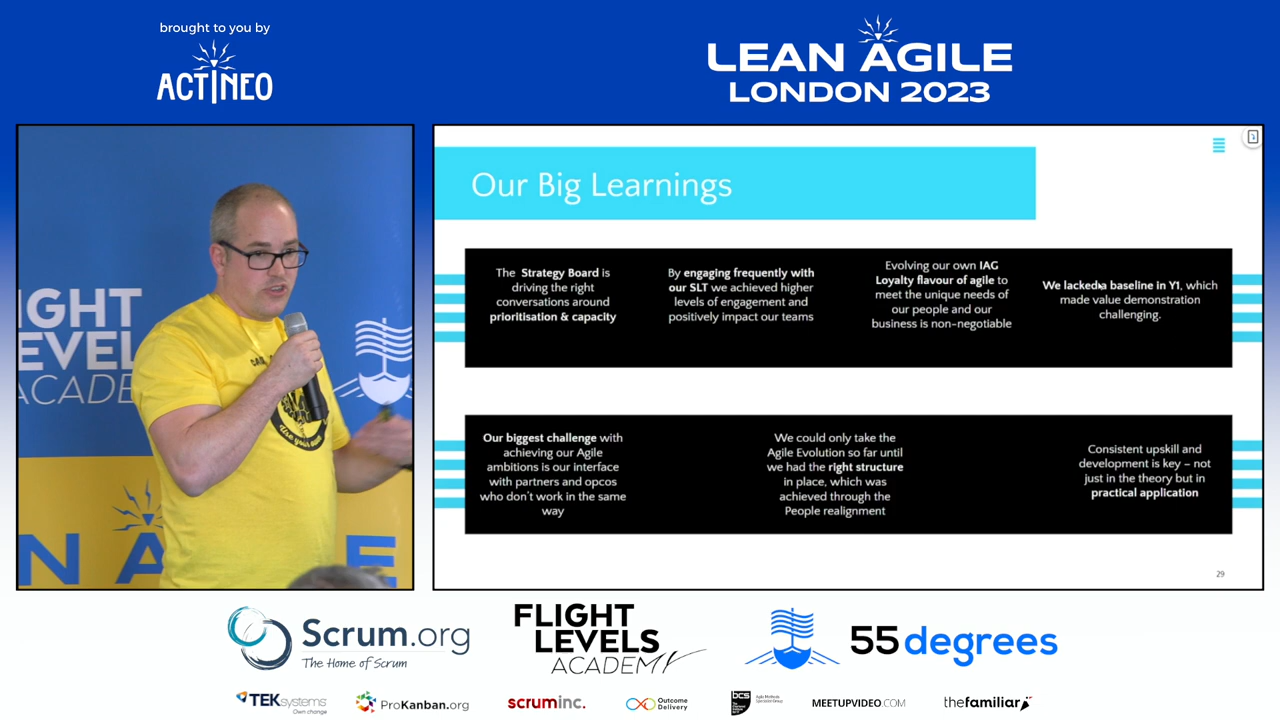 brought to you by
ACTINEO
LEAN AGILE
LONDON 2023
IGHT
EVEL
ACADE
N A E
Use your own
Our Big Learnings
The Strategy Board is
driving the right
conversations around
prioritisation & capacity
By engaging frequently with
our SLT we achieved higher
levels of engagement and
positively impact our teams
Evolving our own IAG
Loyalty flavour of agile to
meet the unique needs of
our people and our
business is non-negotiable
We lacked a baseline in Y1, which
made value demonstration
challenging.
Our biggest challenge with
achieving our Agile
ambitions is our interface
with partners and opcos
who don't work in the same
way
We could only take the
Agile Evolution so far until
we had the right structure
in place, which was
achieved through the
People realignment
Consistent upskill and
development is key – not
just in the theory but in
practical application
29
Scrum.org
The Home of Scrum
FLIGHT
LEVELS
ACADEMY
55 degrees
TEKsystems
Own change
ProKanban.org
scruminc.
Outcome
Delivery
bcs
MEETUPVIDEO.COM
thefamiliar